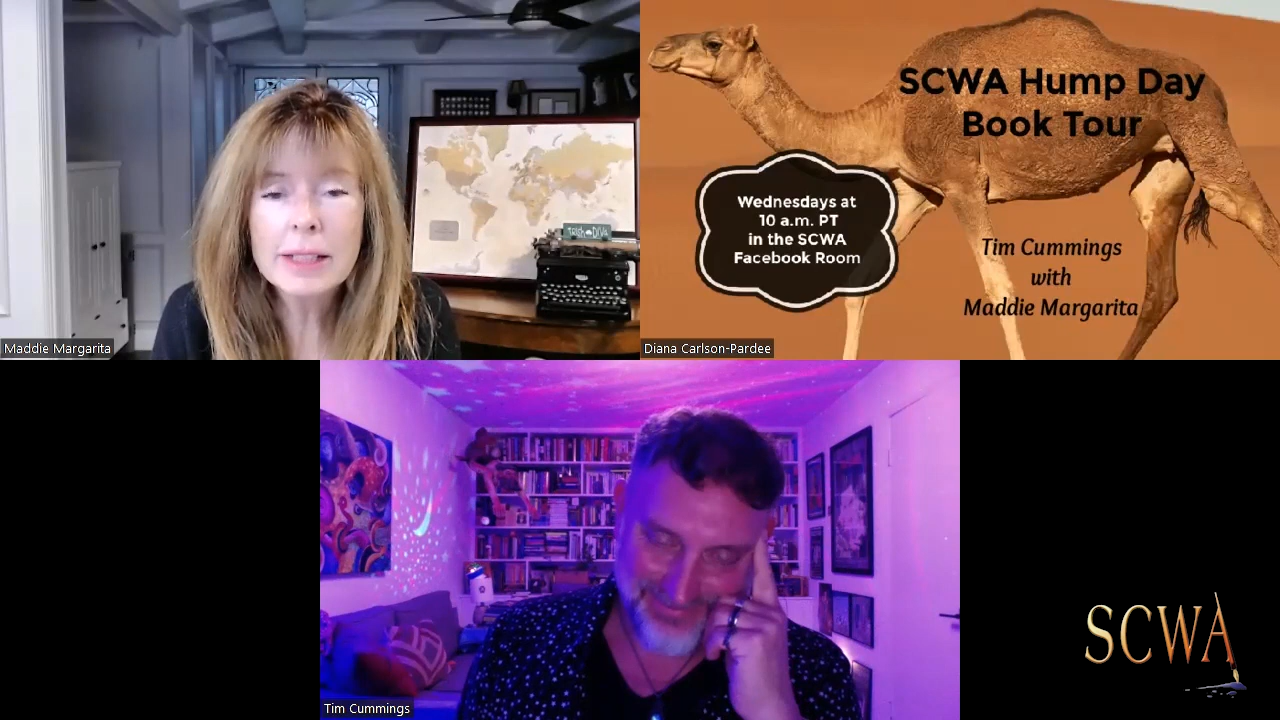 SCWA Hump Day
Book Tour
Wednesdays at
10 a.m. PT
in the SCWA
Facebook Room
Tim Cummings
with
Maddie Margarita
Maddie Margarita
Diana Carlson-Pardee
Tim Cummings
SCWA